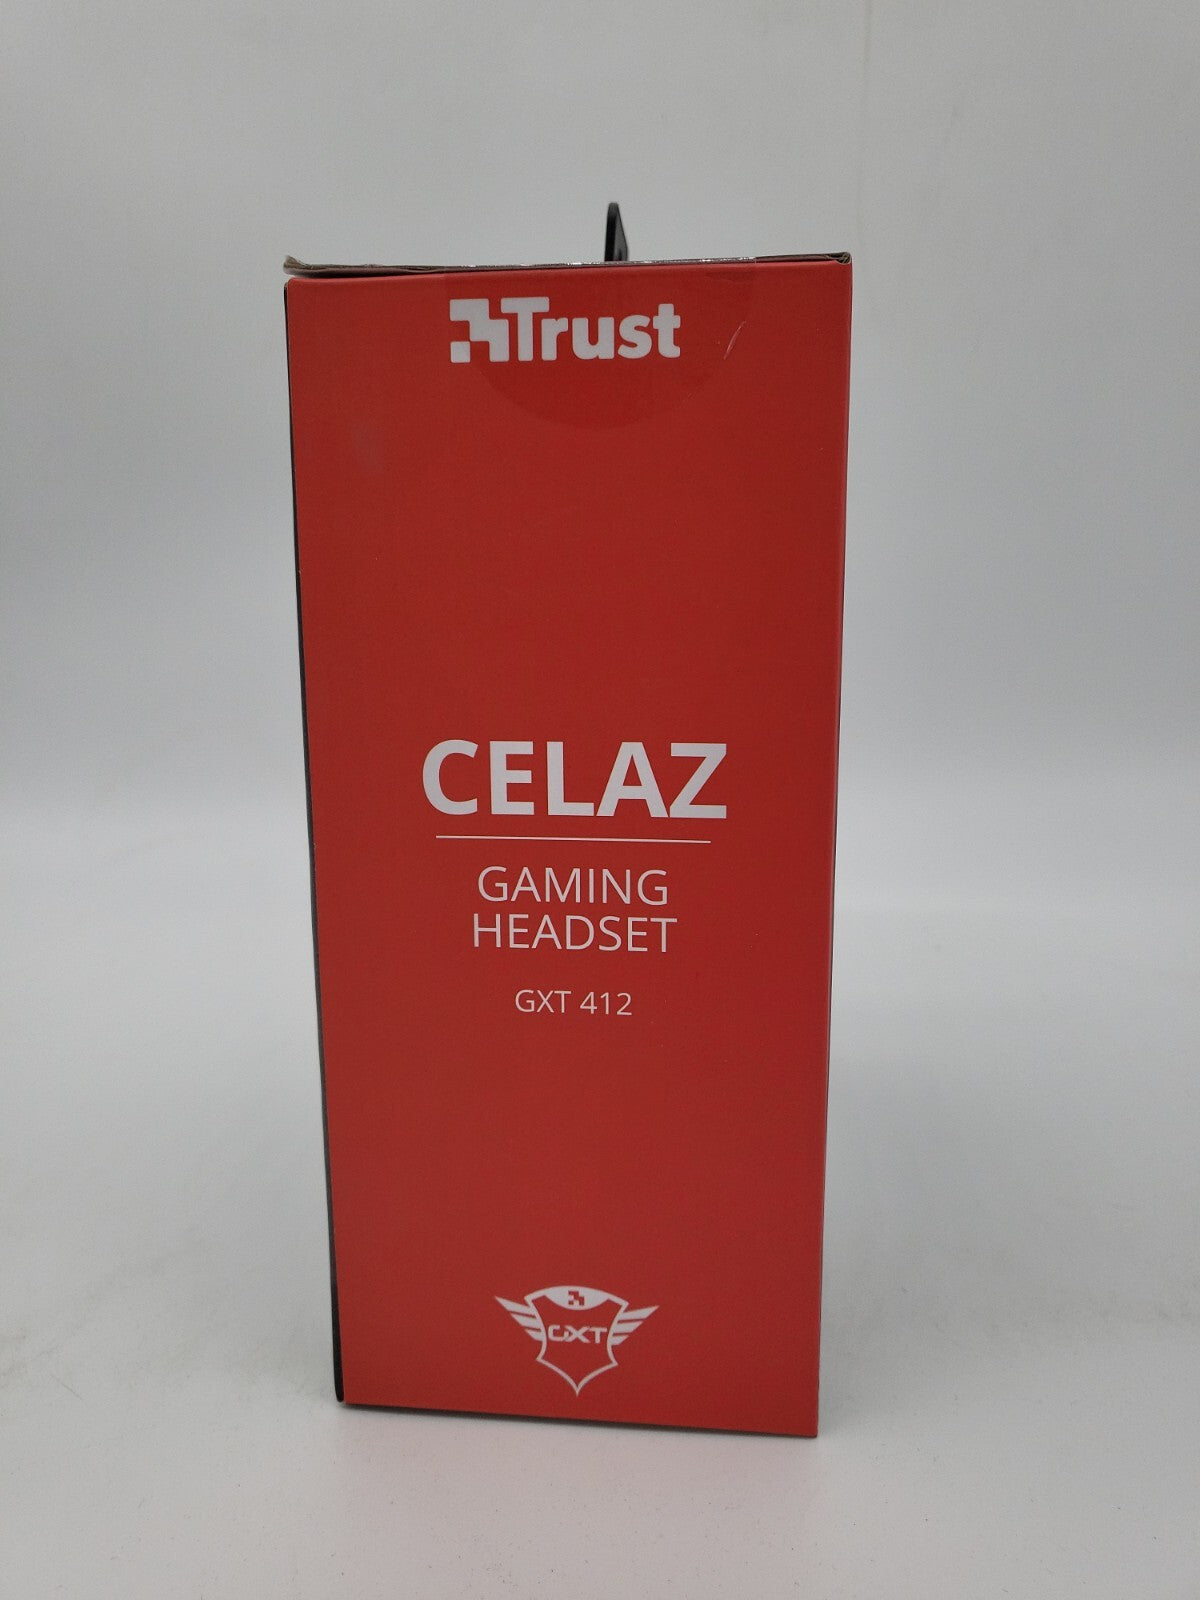 Trust
CELAZ
GAMING
HEADSET
GXT 412
GXT